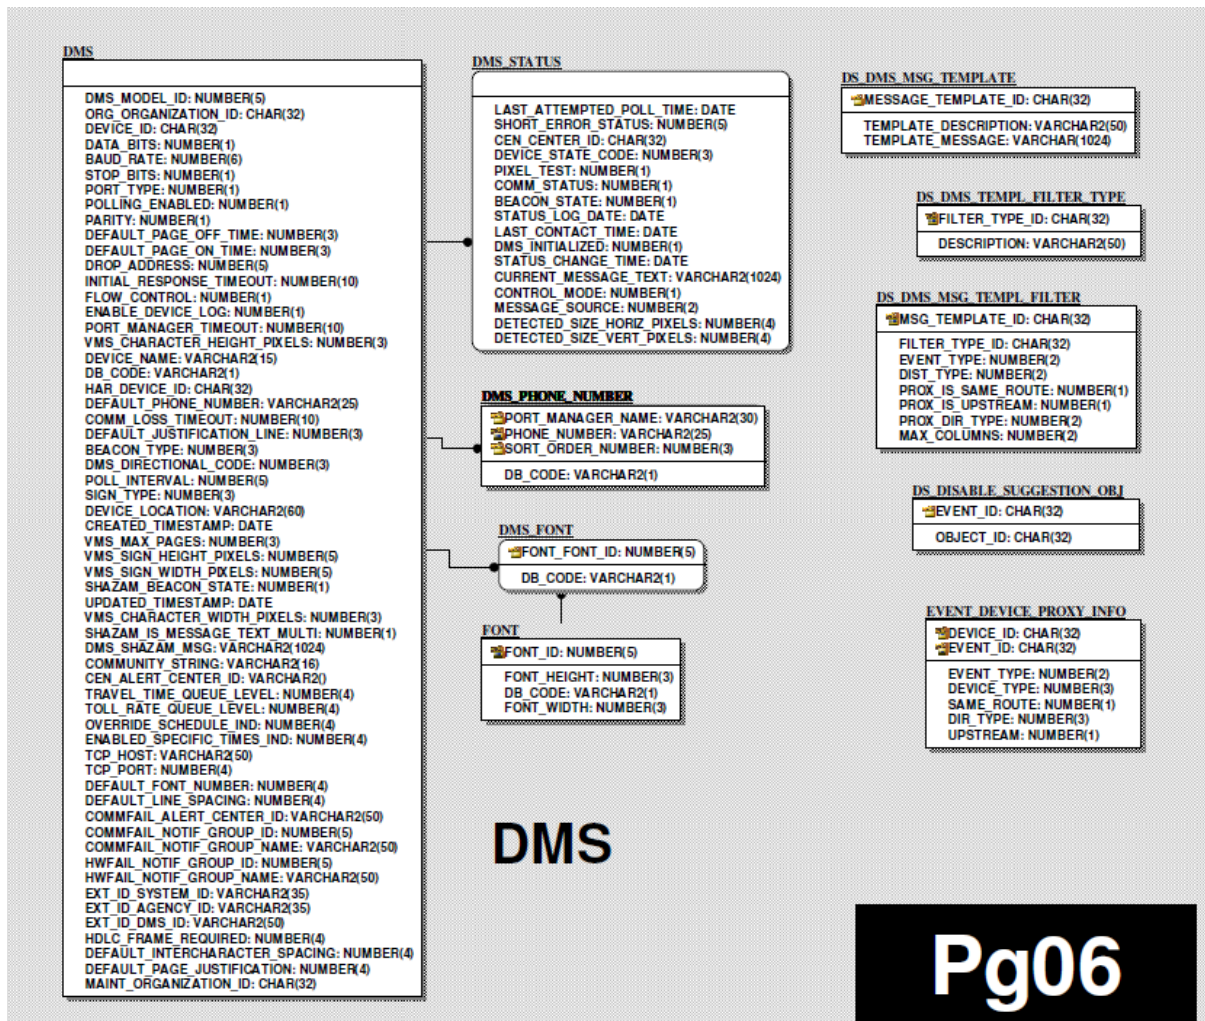 DMS
DMS_MODEL_ID: NUMBER(5)
ORG_ORGANIZATION_ID: CHAR(32)
DEVICE_ID: CHAR(32)
DATA_BITS: NUMBER(1)
BAUD_RATE: NUMBER(6)
STOP_BITS: NUMBER(1)
PORT_TYPE: NUMBER(1)
POLLING_ENABLED: NUMBER(1)
PARITY: NUMBER(1)
DEFAULT_PAGE_OFF_TIME: NUMBER(3)
DEFAULT_PAGE_ON_TIME: NUMBER(3)
DROP_ADDRESS: NUMBER(5)
INITIAL_RESPONSE_TIMEOUT: NUMBER(10)
FLOW_CONTROL: NUMBER(1)
ENABLE_DEVICE_LOG: NUMBER(1)
PORT_MANAGER_TIMEOUT: NUMBER(10)
VMS_CHARACTER_HEIGHT_PIXELS: NUMBER(3)
DEVICE_NAME: VARCHAR2(15)
DB_CODE: VARCHAR2(1)
HAR_DEVICE_ID: CHAR(32)
DEFAULT_PHONE_NUMBER: VARCHAR2(25)
COMM_LOSS_TIMEOUT: NUMBER(10)
DEFAULT_JUSTIFICATION_LINE: NUMBER(3)
BEACON_TYPE: NUMBER(3)
DMS_DIRECTIONAL_CODE: NUMBER(3)
POLL_INTERVAL: NUMBER(5)
SIGN_TYPE: NUMBER(3)
DEVICE_LOCATION: VARCHAR2(60)
CREATED_TIMESTAMP: DATE
VMS_MAX_PAGES: NUMBER(3)
VMS_SIGN_HEIGHT_PIXELS: NUMBER(5)
VMS_SIGN_WIDTH_PIXELS: NUMBER(5)
SHAZAM_BEACON_STATE: NUMBER(1)
UPDATED_TIMESTAMP: DATE
VMS_CHARACTER_WIDTH_PIXELS: NUMBER(3)
SHAZAM_IS_MESSAGE_TEXT_MULTI: NUMBER(1)
DMS_SHAZAM_MSG: VARCHAR2(1024)
COMMUNITY_STRING: VARCHAR2(16)
CEN_ALERT_CENTER_ID: VARCHAR2()
TRAVEL_TIME_QUEUE_LEVEL: NUMBER(4)
TOLL_RATE_QUEUE_LEVEL: NUMBER(4)
OVERRIDE_SCHEDULE_IND: NUMBER(4)
ENABLED_SPECIFIC_TIMES_IND: NUMBER(4)
TCP_HOST: VARCHAR2(50)
TCP_PORT: NUMBER(4)
DEFAULT_FONT_NUMBER: NUMBER(4)
DEFAULT_LINE_SPACING: NUMBER(4)
COMMFAIL_ALERT_CENTER_ID: VARCHAR2(50)
COMMFAIL_NOTIF_GROUP_ID: NUMBER(5)
COMMFAIL_NOTIF_GROUP_NAME: VARCHAR2(50)
HWFAIL_NOTIF_GROUP_ID: NUMBER(5)
HWFAIL_NOTIF_GROUP_NAME: VARCHAR2(50)
EXT_ID_SYSTEM_ID: VARCHAR2(35)
EXT_ID_AGENCY_ID: VARCHAR2(35)
EXT_ID_DMS_ID: VARCHAR2(50)
HDLC_FRAME_REQUIRED: NUMBER(4)
DEFAULT_INTERCHARACTER_SPACING: NUMBER(4)
DEFAULT_PAGE_JUSTIFICATION: NUMBER(4)
MAINT_ORGANIZATION_ID: CHAR(32)
DMS_STATUS
LAST_ATTEMPTED_POLL_TIME: DATE
SHORT_ERROR_STATUS: NUMBER(5)
CEN_CENTER_ID: CHAR(32)
DEVICE_STATE_CODE: NUMBER(3)
PIXEL_TEST: NUMBER(1)
COMM_STATUS: NUMBER(1)
BEACON_STATE: NUMBER(1)
STATUS_LOG_DATE: DATE
LAST_CONTACT_TIME: DATE
DMS_INITIALIZED: NUMBER(1)
STATUS_CHANGE_TIME: DATE
CURRENT_MESSAGE_TEXT: VARCHAR2(1024)
CONTROL_MODE: NUMBER(1)
MESSAGE_SOURCE: NUMBER(2)
DETECTED_SIZE_HORIZ_PIXELS: NUMBER(4)
DETECTED_SIZE_VERT_PIXELS: NUMBER(4)
DMS_PHONE_NUMBER
PORT_MANAGER_NAME: VARCHAR2(30)
PHONE_NUMBER: VARCHAR2(25)
SORT_ORDER_NUMBER: NUMBER(3)
DB_CODE: VARCHAR2(1)
DMS_FONT
FONT_FONT_ID: NUMBER(5)
DB_CODE: VARCHAR2(1)
FONT
FONT_ID: NUMBER(5)
FONT_HEIGHT: NUMBER(3)
DB_CODE: VARCHAR2(1)
FONT_WIDTH: NUMBER(3)
DS_DMS_MSG_TEMPLATE
MESSAGE_TEMPLATE_ID: CHAR(32)
TEMPLATE_DESCRIPTION: VARCHAR2(50)
TEMPLATE_MESSAGE: VARCHAR(1024)
DS_DMS_TEMPL_FILTER_TYPE
FILTER_TYPE_ID: CHAR(32)
DESCRIPTION: VARCHAR2(50)
DS_DMS_MSG_TEMPL_FILTER
MSG_TEMPLATE_ID: CHAR(32)
FILTER_TYPE_ID: CHAR(32)
EVENT_TYPE: NUMBER(2)
DIST_TYPE: NUMBER(2)
PROX_IS_SAME_ROUTE: NUMBER(1)
PROX_IS_UPSTREAM: NUMBER(1)
PROX_DIR_TYPE: NUMBER(2)
MAX_COLUMNS: NUMBER(2)
DS_DISABLE_SUGGESTION_OBJ
EVENT_ID: CHAR(32)
OBJECT_ID: CHAR(32)
EVENT_DEVICE_PROXY_INFO
DEVICE_ID: CHAR(32)
EVENT_ID: CHAR(32)
EVENT_TYPE: NUMBER(2)
DEVICE_TYPE: NUMBER(3)
SAME_ROUTE: NUMBER(1)
DIR_TYPE: NUMBER(3)
UPSTREAM: NUMBER(1)
DMS
Pg06